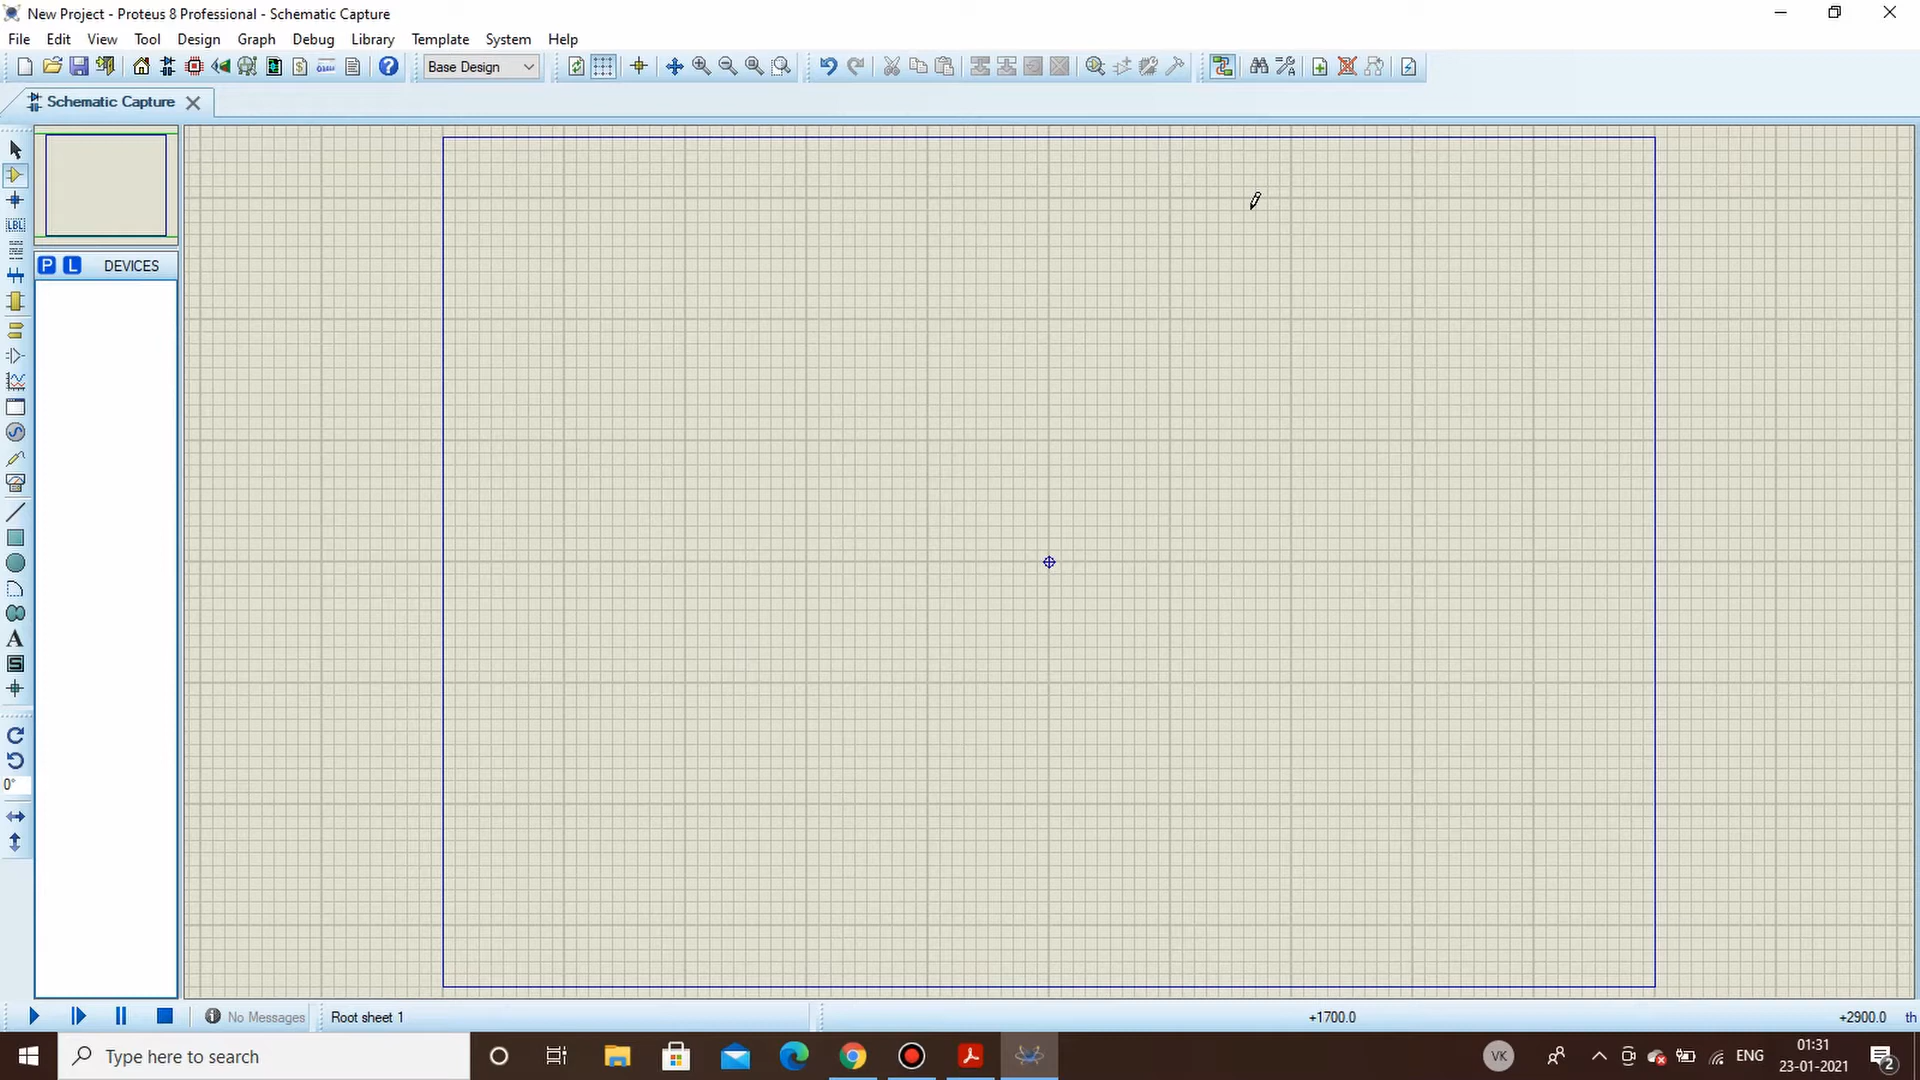 New Project - Proteus 8 Professional - Schematic Capture
File Edit View Tool Design Graph Debug Library Template System Help
Base Design
Schematic Capture
LBL
P L DEVICES
A
S
0°
No Messages Root sheet 1 +1700.0 +2900.0 th
Type here to search
VK
ENG
01:31
23-01-2021
2